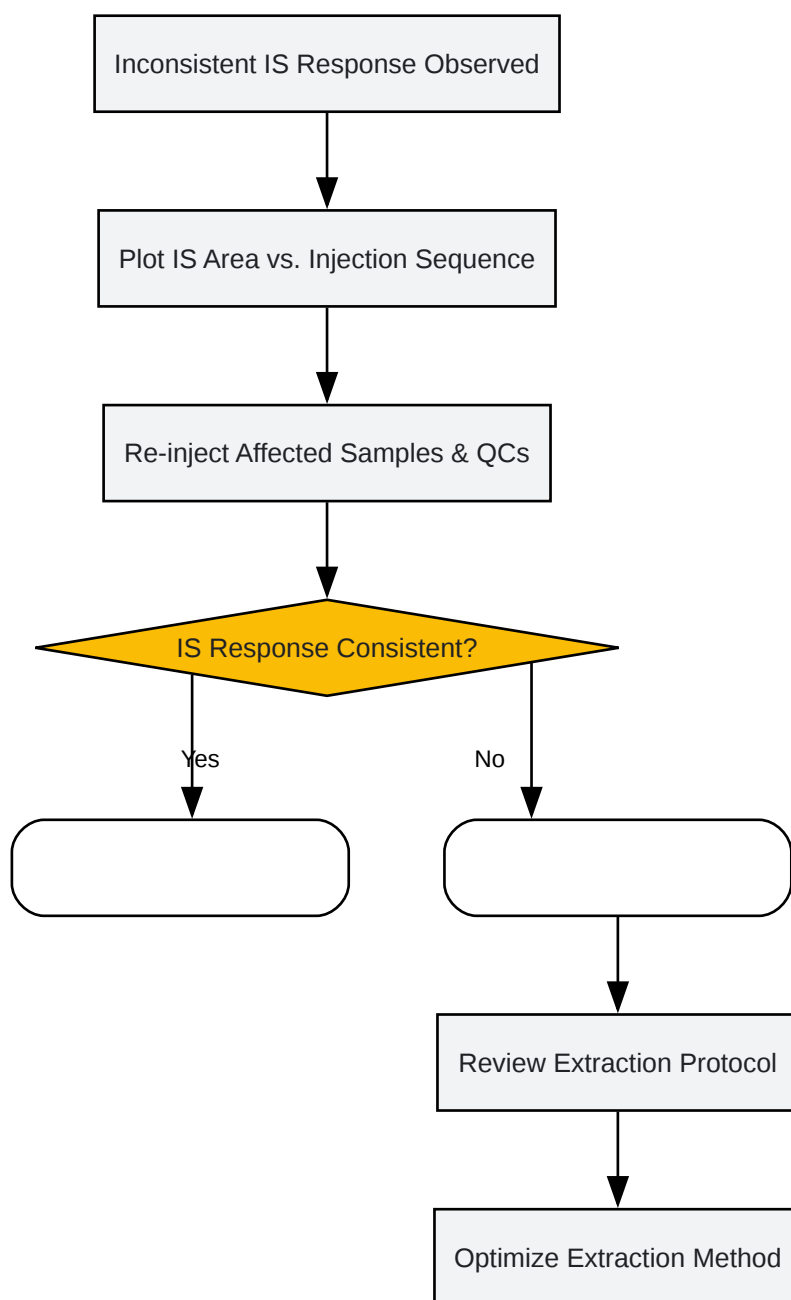 Inconsistent IS Response Observed
Plot IS Area vs. Injection Sequence
Re-inject Affected Samples & QCs
IS Response Consistent?
Yes
No
Review Extraction Protocol
Optimize Extraction Method